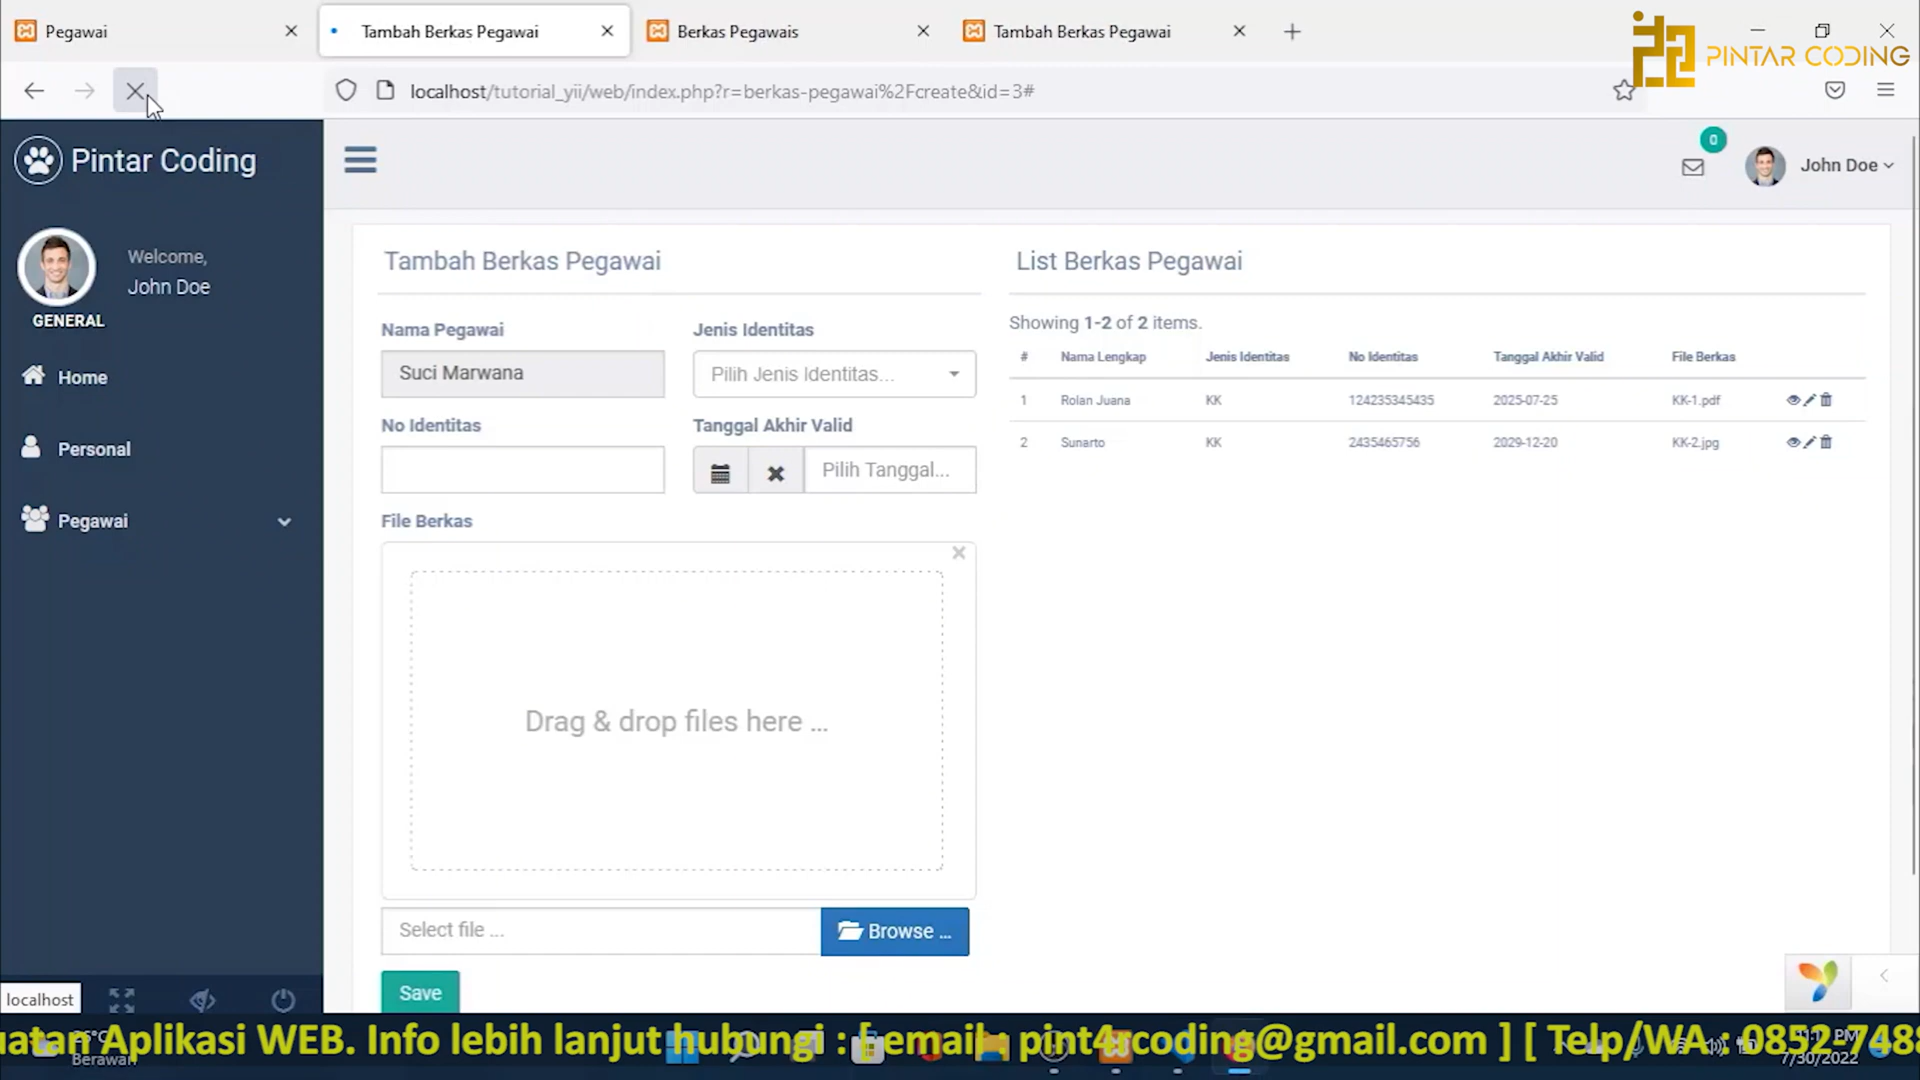 Pegawai
Tambah Berkas Pegawai
Berkas Pegawais
Tambah Berkas Pegawai
PINTAR CODING
localhost/tutorial_yii/web/index.php?r=berkas-pegawai%2Fcreate&id=3#
Pintar Coding
0
John Doe
Welcome,
John Doe
GENERAL
Home
Personal
Pegawai
Tambah Berkas Pegawai
Nama Pegawai
Jenis Identitas
Suci Marwana
Pilih Jenis Identitas...
No Identitas
Tanggal Akhir Valid
Pilih Tanggal...
File Berkas
Drag & drop files here ...
Select file ...
Browse ...
Save
List Berkas Pegawai
Showing 1-2 of 2 items.
# Nama Lengkap Jenis Identitas No Identitas Tanggal Akhir Valid File Berkas
1 Rolan Juana KK 124235345435 2025-07-25 KK-1.pdf
2 Sunarto KK 2435465756 2029-12-20 KK-2.jpg
localhost
uatan Aplikasi WEB. Info lebih lanjut hubungi : [ email : pint4rcoding@gmail.com ] [ Telp/WA : 0852-748
Berawan
7/30/2022